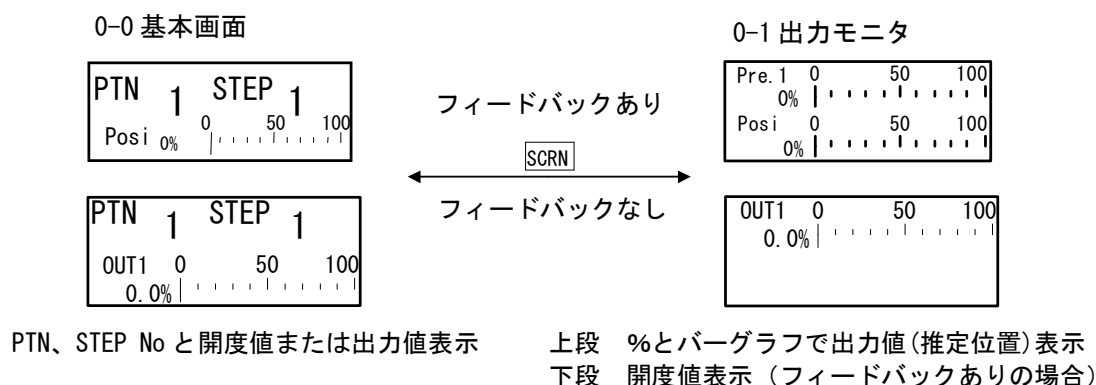 0-0 基本画面
0-1 出力モニタ
PTN 1 STEP 1
0 50 100
Posi 0%
フィードバックあり
SCRN
フィードバックなし
Pre.1 0 50 100
0%
Posi 0 50 100
0%
PTN 1 STEP 1
OUT1 0 50 100
0.0%
OUT1 0 50 100
0.0%
PTN、STEP No と開度値または出力値表示
上段 %とバーグラフで出力値(推定位置)表示
下段 開度値表示（フィードバックありの場合）